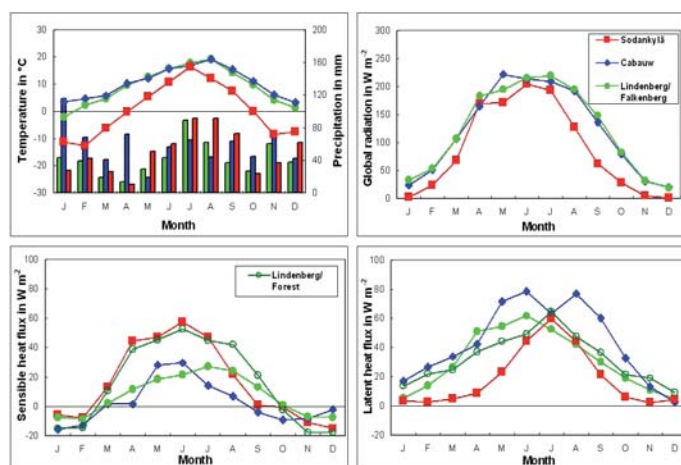 Temperature in °C
30
20
10
0
-10
-20
-30
200
160
120
80
40
0
Precipitation in mm
J F M A M J J A S O N D
Month
Global radiation in W m⁻²
300
250
200
150
100
50
0
Sodankylä
Cabauw
Lindenberg/
Falkenberg
J F M A M J J A S O N D
Month
Sensible heat flux in W m⁻²
100
80
60
40
20
0
-20
Lindenberg/
Forest
J F M A M J J A S O N D
Month
Latent heat flux in W m⁻²
100
80
60
40
20
0
-20
J F M A M J J A S O N D
Month